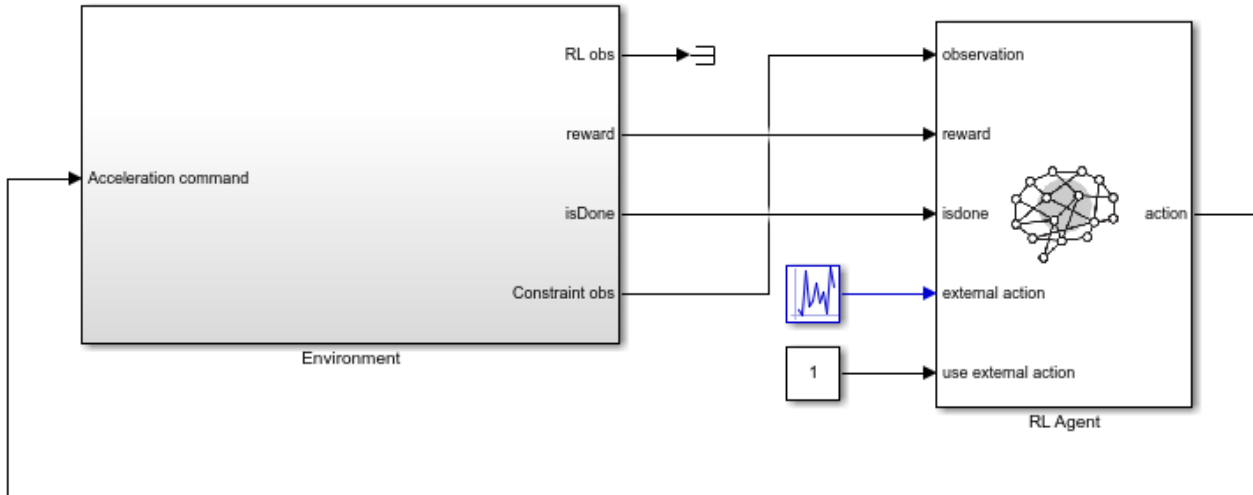 RL obs
reward
Acceleration command
isDone
Constraint obs
Environment
observation
reward
isdone
action
external action
1
use external action
RL Agent